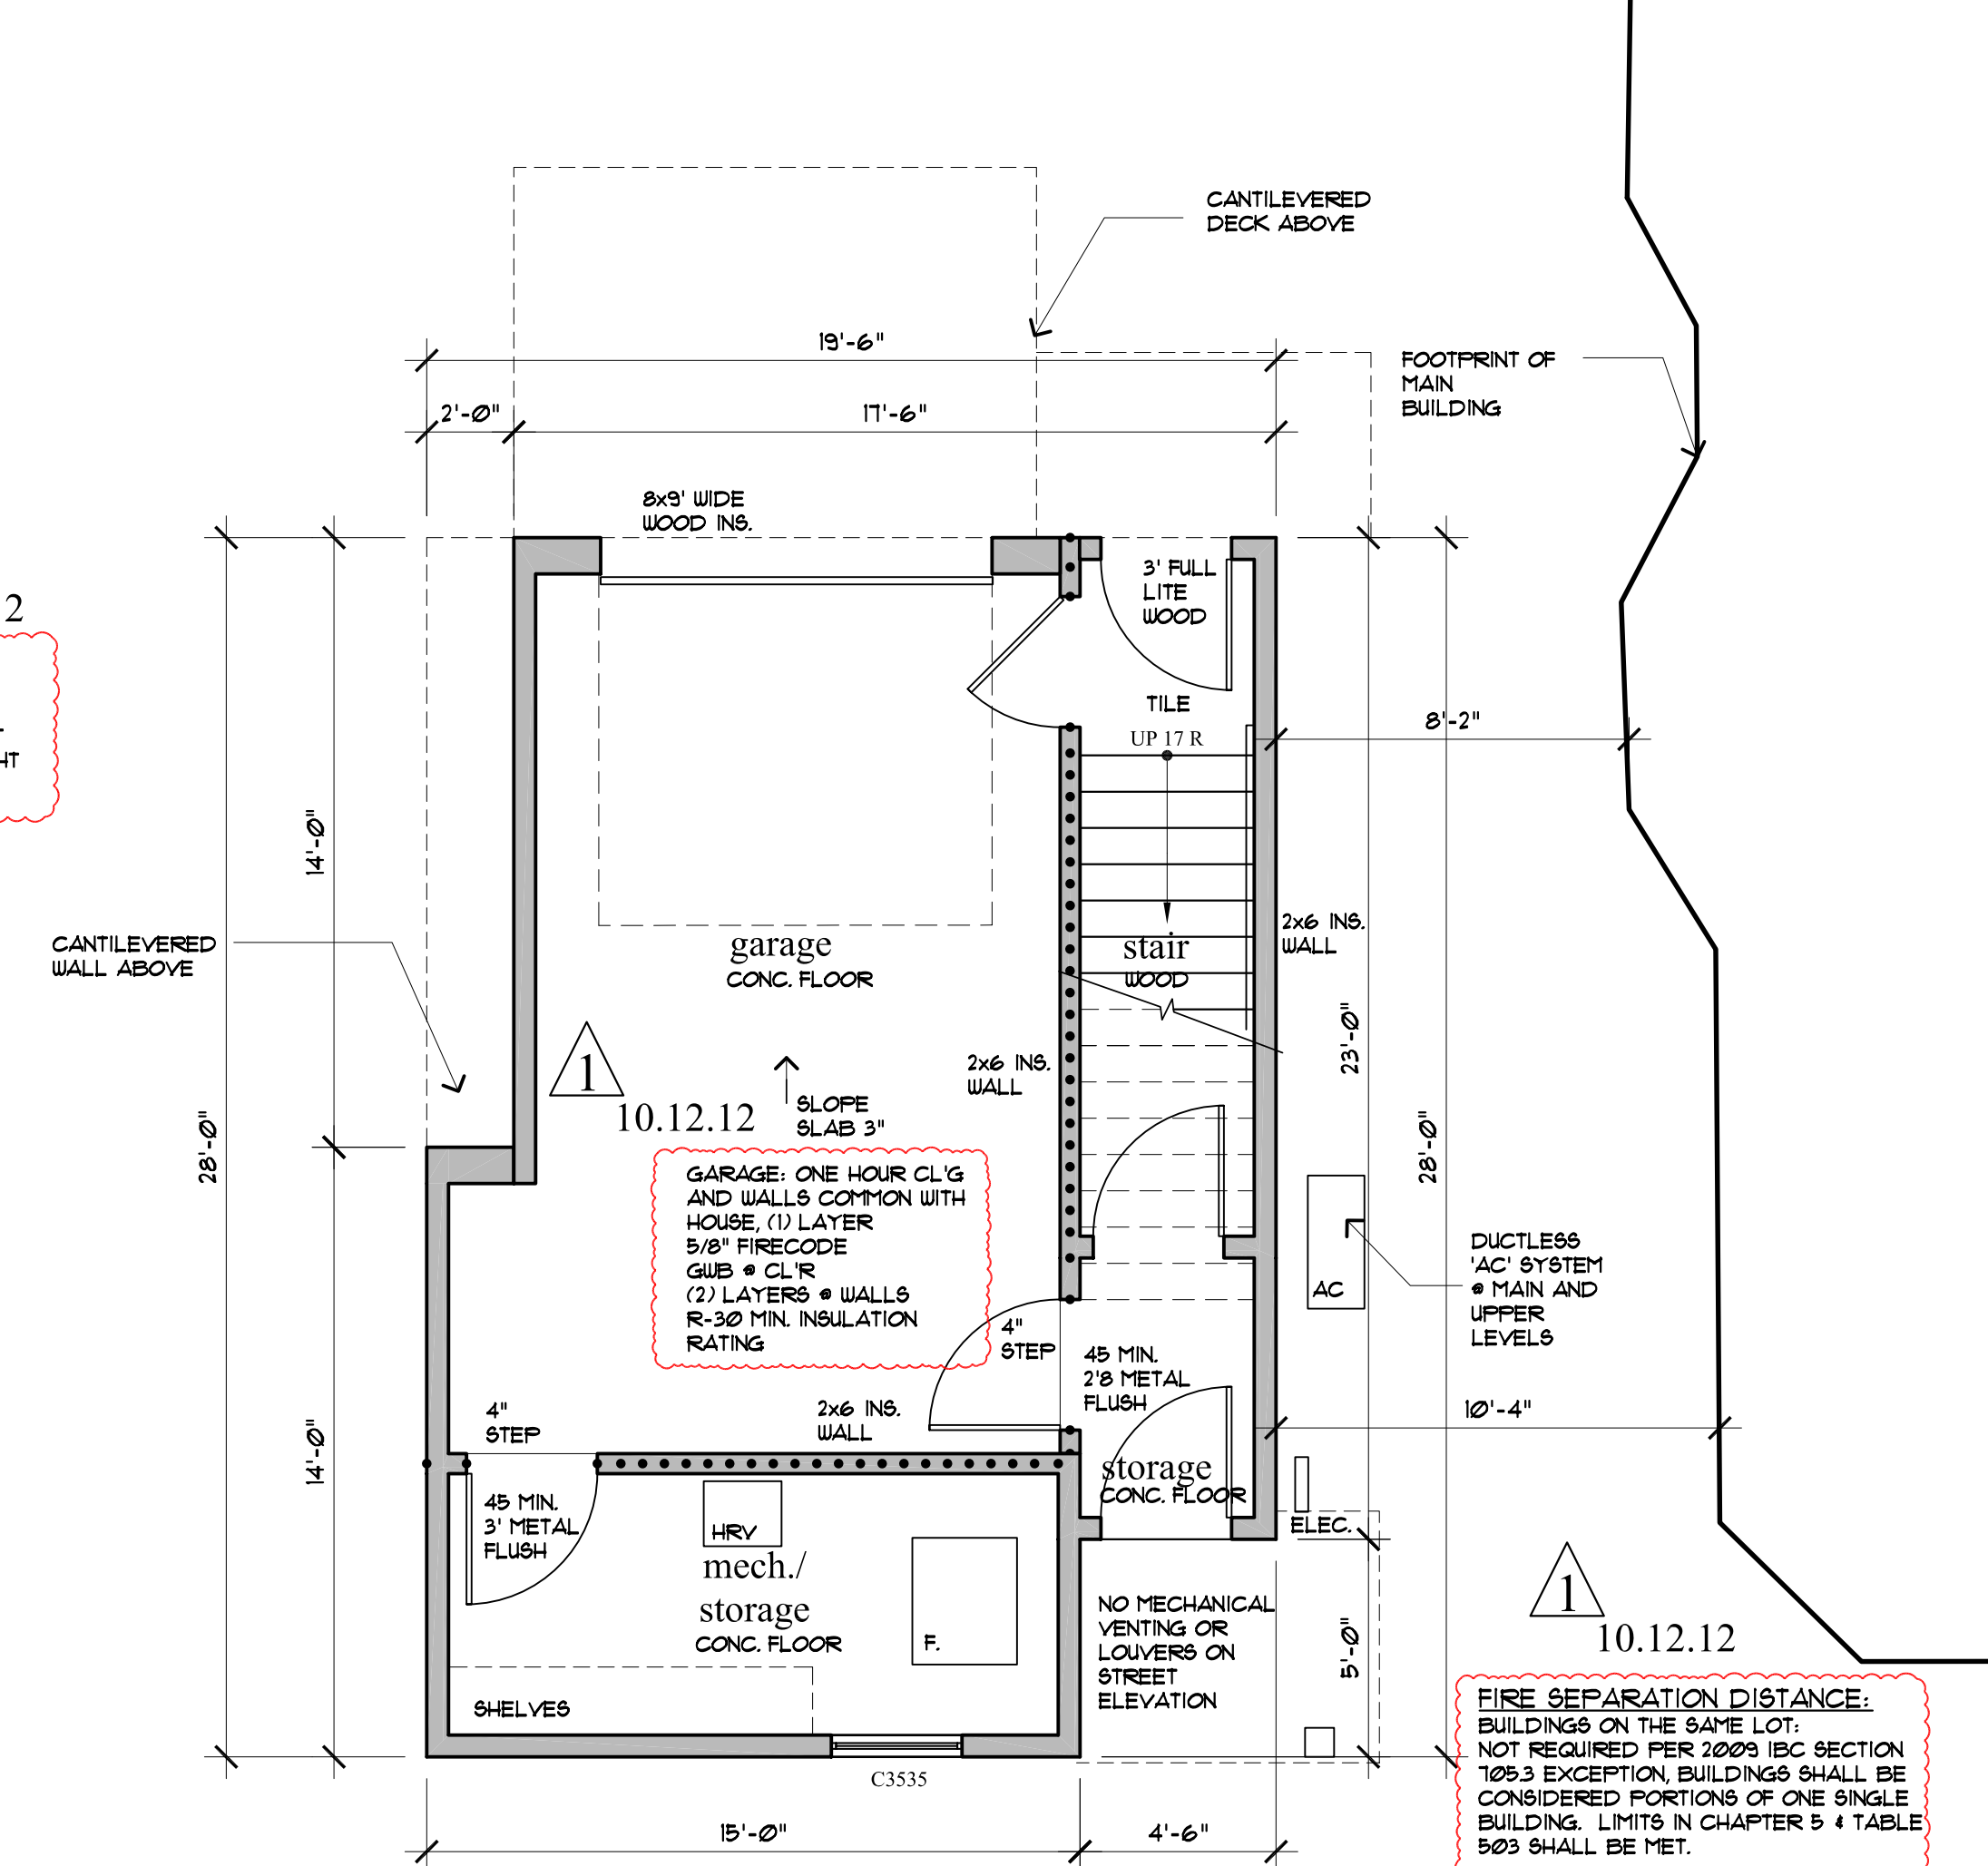 CANTILEVERED
DECK ABOVE
19'-6"
FOOTPRINT OF
MAIN
BUILDING
2'-0"
17'-6"
8x9' WIDE
WOOD INS.
3' FULL
LITE
WOOD
2
TILE
UP 17 R
8'-2"
14'-0"
CANTILEVERED
WALL ABOVE
garage
CONC. FLOOR
stair
WOOD
2x6 INS.
WALL
23'-0"
1
10.12.12
SLOPE
SLAB 3"
2x6 INS.
WALL
28'-0"
28'-0"
GARAGE: ONE HOUR CL'G
AND WALLS COMMON WITH
HOUSE, (1) LAYER
5/8" FIRECODE
GWB @ CL'R
(2) LAYERS @ WALLS
R-30 MIN. INSULATION
RATING
AC
DUCTLESS
'AC' SYSTEM
@ MAIN AND
UPPER
LEVELS
4"
STEP
45 MIN.
2'8 METAL
FLUSH
14'-0"
4"
STEP
2x6 INS.
WALL
10'-4"
storage
CONC. FLOOR
45 MIN.
3' METAL
FLUSH
HRV
mech./
storage
CONC. FLOOR
F.
ELEC.
NO MECHANICAL
VENTING OR
LOUVERS ON
STREET
ELEVATION
5'-0"
1
10.12.12
SHELVES
C3535
FIRE SEPARATION DISTANCE:
BUILDINGS ON THE SAME LOT:
NOT REQUIRED PER 2009 IBC SECTION
705.3 EXCEPTION, BUILDINGS SHALL BE
CONSIDERED PORTIONS OF ONE SINGLE
BUILDING. LIMITS IN CHAPTER 5 & TABLE
503 SHALL BE MET.
15'-0"
4'-6"